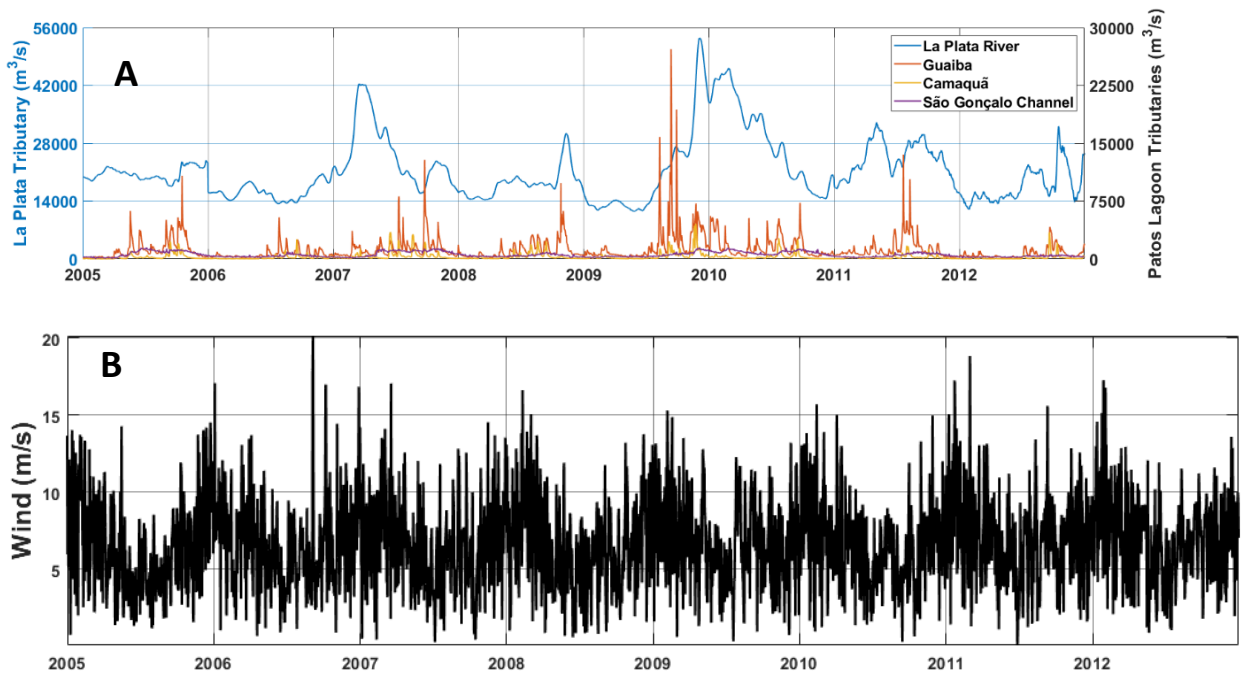 A
La Plata Tributary (m³/s)
56000
42000
28000
14000
0
30000
22500
15000
7500
0
Patos Lagoon Tributaries (m³/s)
La Plata River
Guaiba
Camaquã
São Gonçalo Channel
2005 2006 2007 2008 2009 2010 2011 2012
B
Wind (m/s)
20
15
10
5
2005 2006 2007 2008 2009 2010 2011 2012